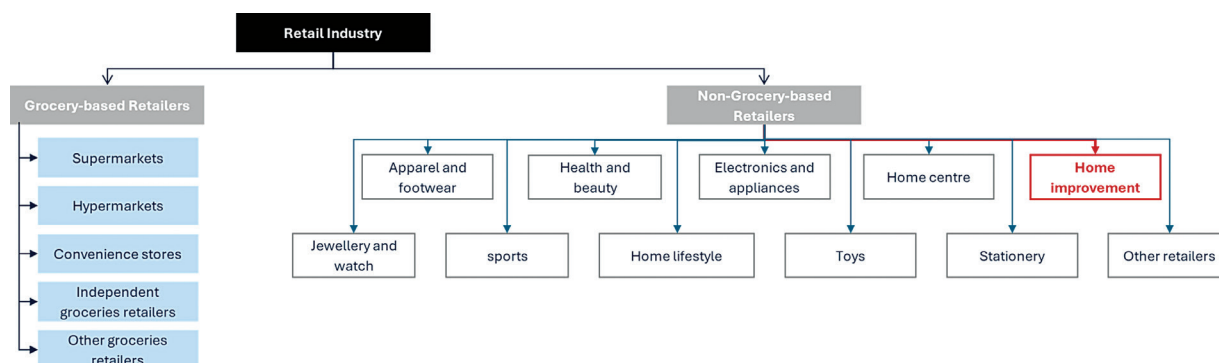 Retail Industry
Grocery-based Retailers
Non-Grocery-based
Retailers
Supermarkets
Hypermarkets
Convenience stores
Independent
groceries retailers
Other groceries
retailers
Apparel and
footwear
Health and
beauty
Electronics and
appliances
Home centre
Home
improvement
Jewellery and
watch
sports
Home lifestyle
Toys
Stationery
Other retailers